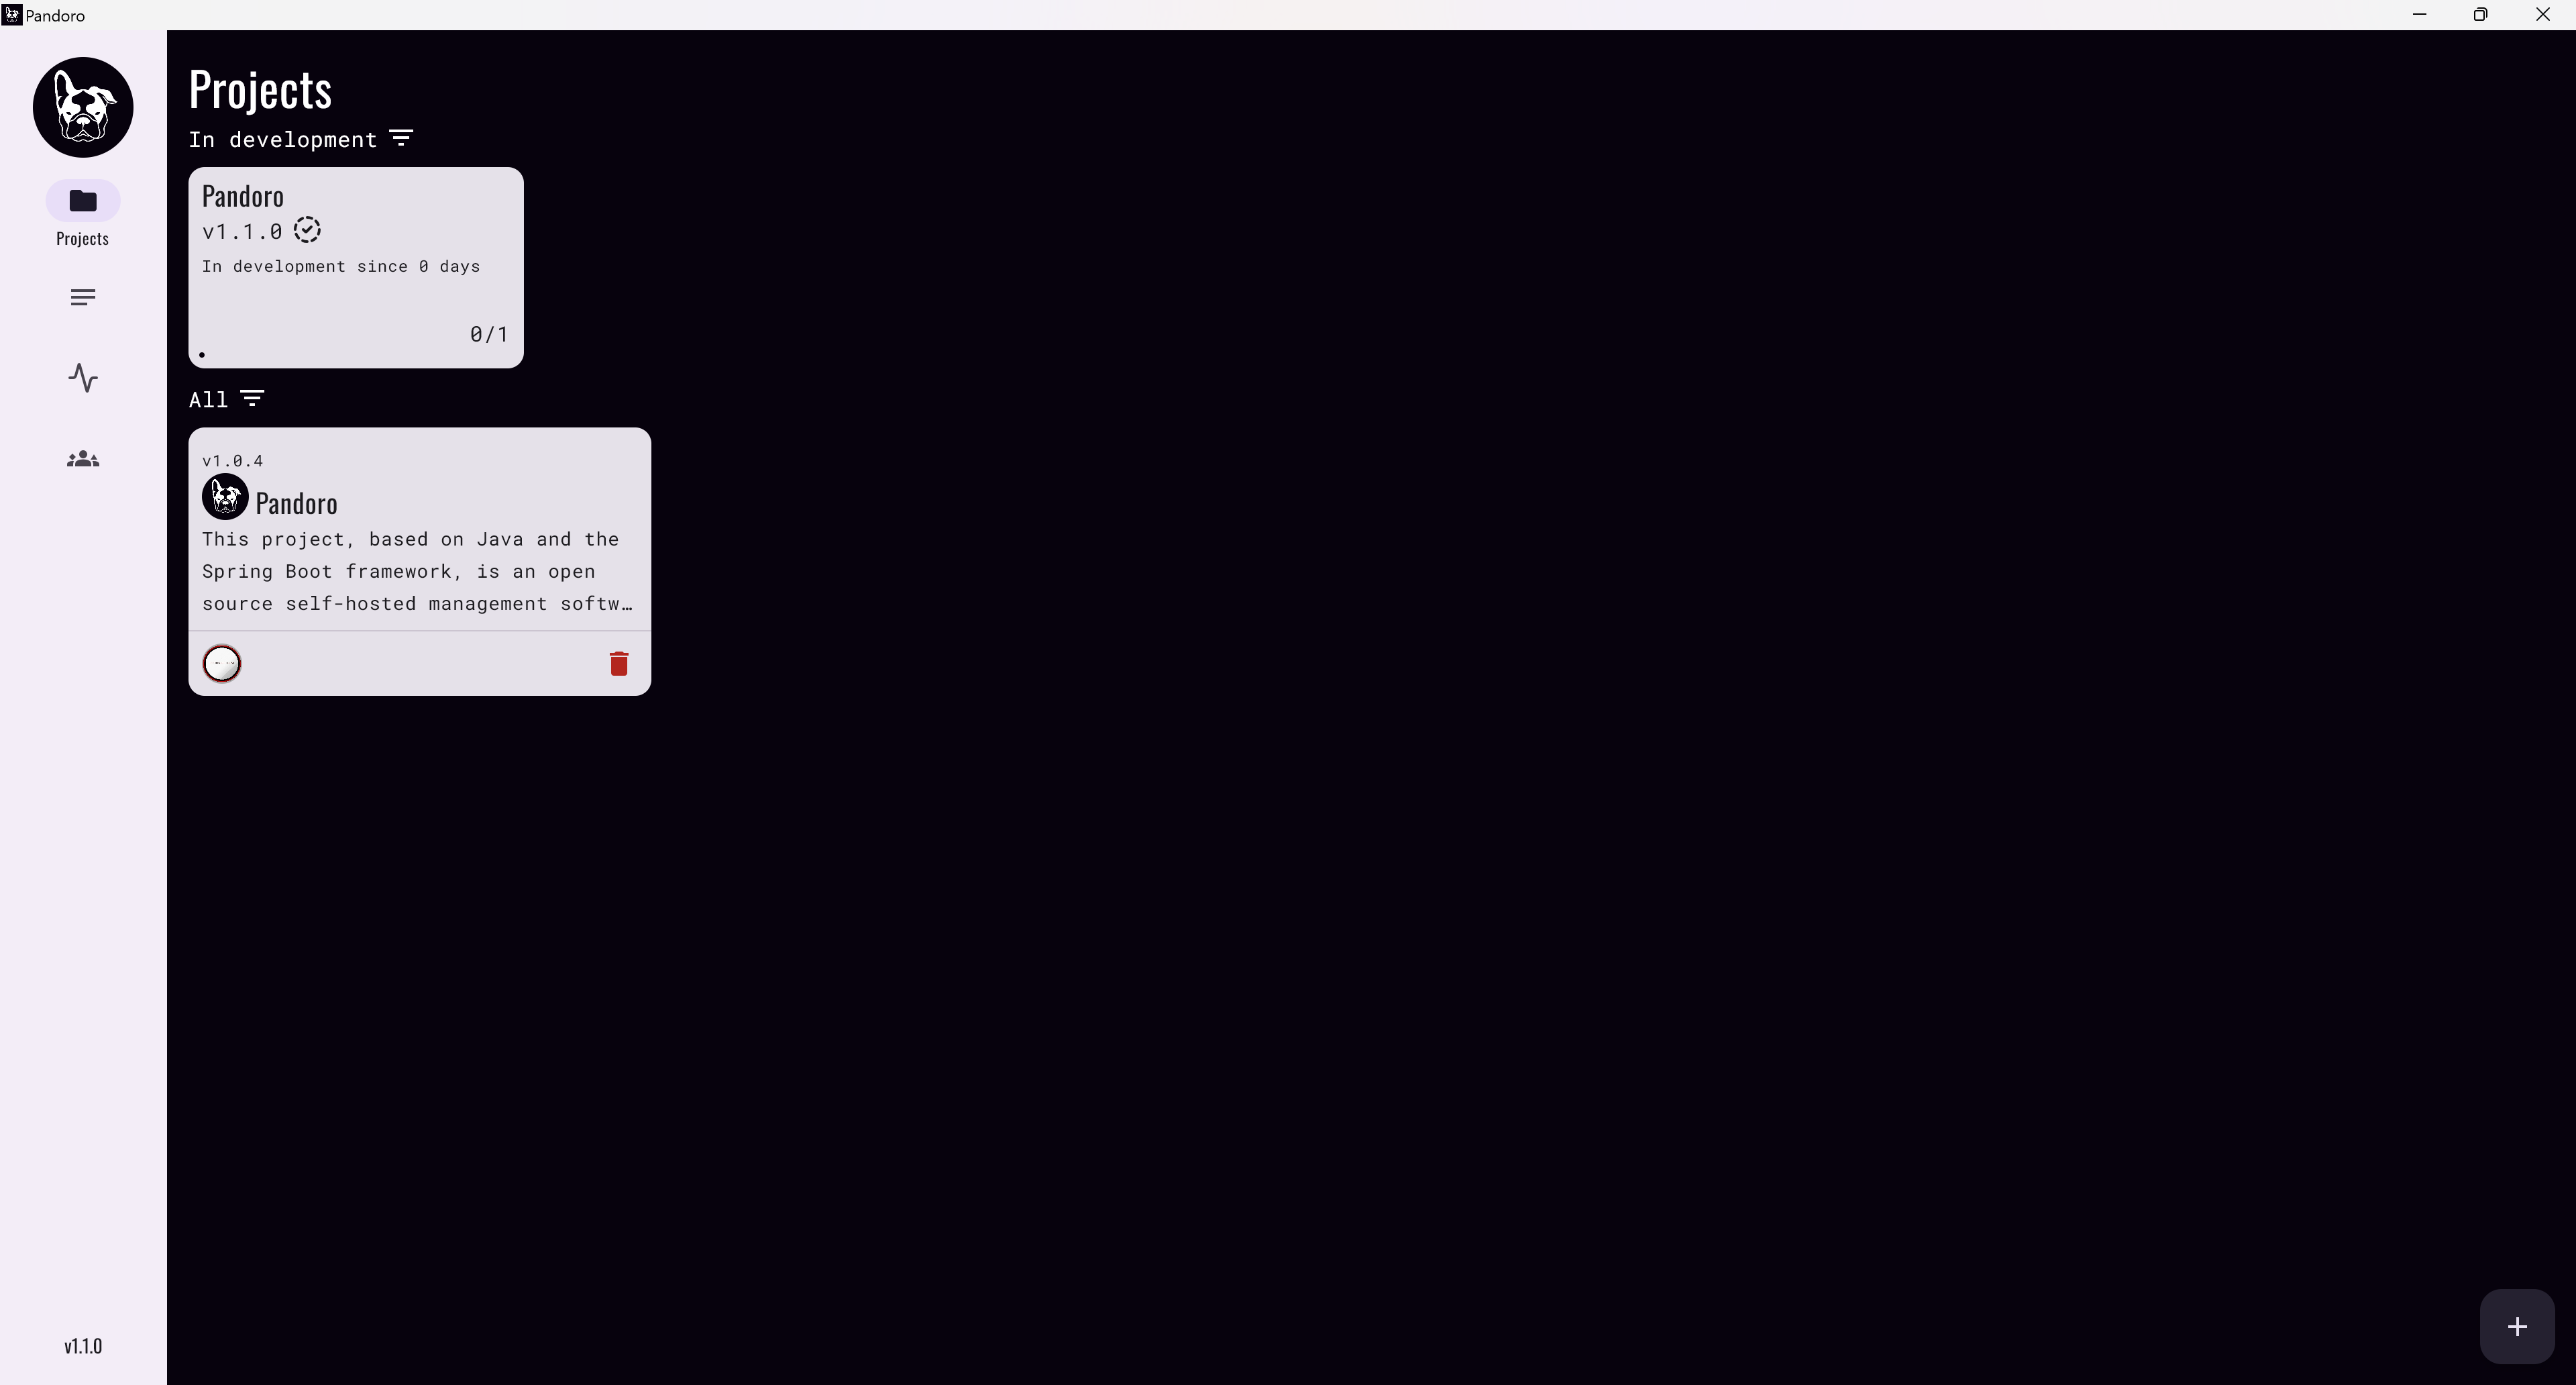 Pandoro
Projects
Projects
In development
Pandoro
v1.1.0
In development since 0 days
0/1
All
v1.0.4
Pandoro
This project, based on Java and the
Spring Boot framework, is an open
source self-hosted management softw…
v1.1.0